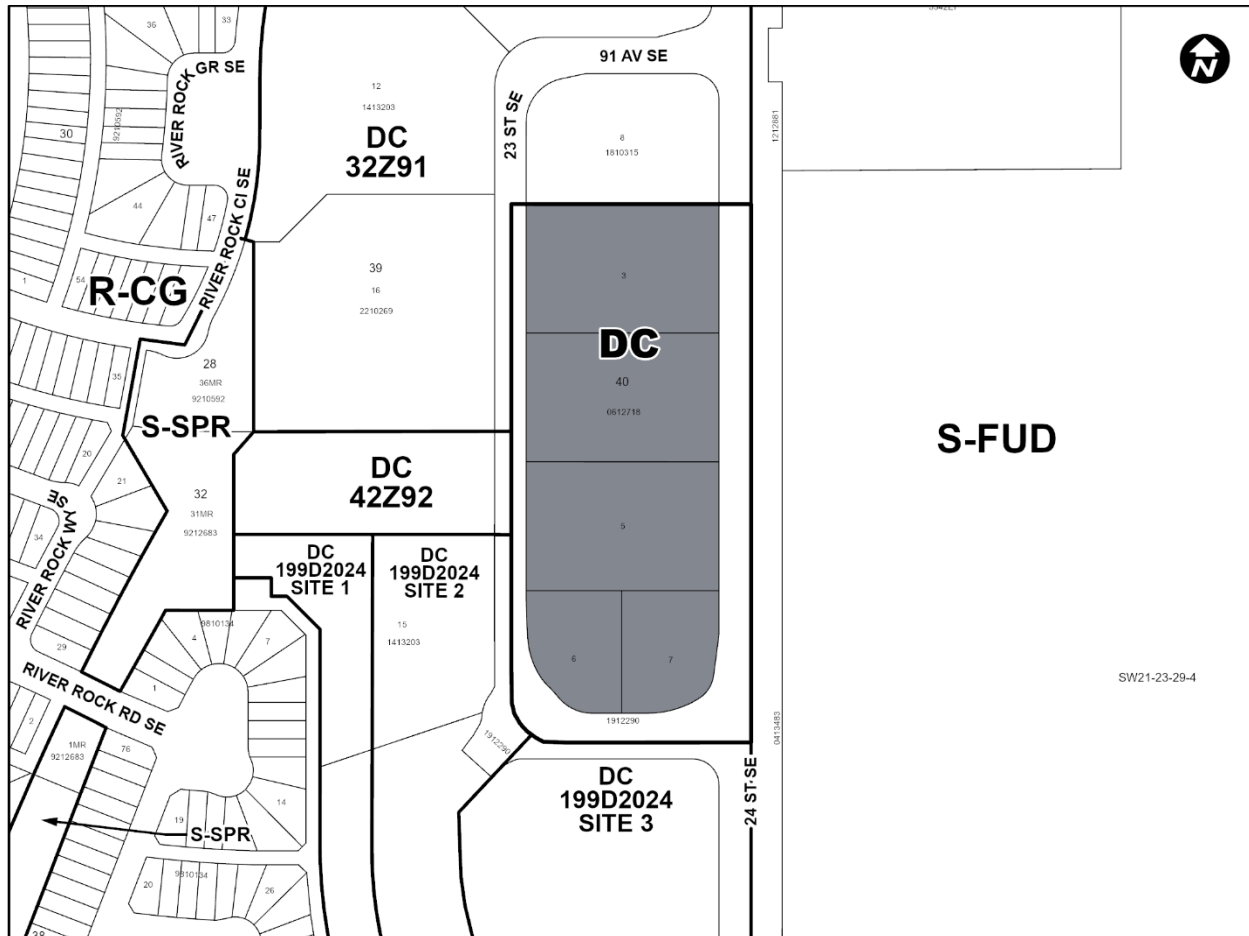 36
33
RIVER ROCK GR SE
30
9210592
44
47
54
1
R-CG
RIVER ROCK CI SE
35
20
21
34
RIVER ROCK WY SE
29
RIVER ROCK RD SE
2
1MR
9212683
76
19
S-SPR
14
20
9810134
26
38
4
9810134
7
1
12
1413203
DC
32Z91
39
16
2210269
28
36MR
9210592
S-SPR
32
31MR
9212683
DC
42Z92
DC
199D2024
SITE 1
DC
199D2024
SITE 2
15
1413203
1912290
91 AV SE
23 ST SE
8
1810315
3
DC
40
0612718
5
6
7
1912290
DC
199D2024
SITE 3
24 ST SE
1212881
0413483
S-FUD
SW21-23-29-4
N